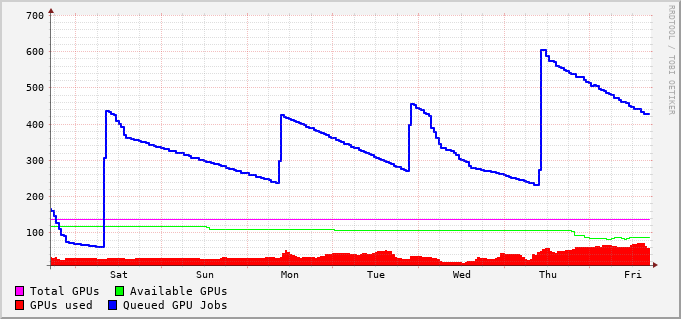 700
600
500
400
300
200
100
Sat Sun Mon Tue Wed Thu Fri
Total GPUs Available GPUs
GPUs used Queued GPU Jobs
RRDTOOL / TOBI OETIKER